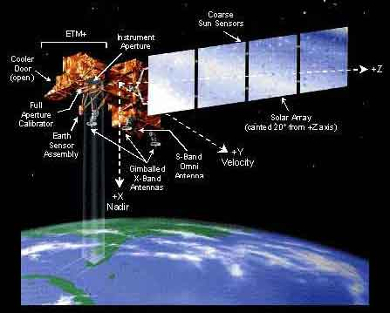 ETM+
Instrument
Aperture
Coarse
Sun Sensors
Cooler
Door
(open)
+Z
Full
Aperture
Calibrator
Solar Array
(canted 20° from +Z axis)
Earth
Sensor
Assembly
Gimballed
X-Band
Antennas
S-Band
Omni
Antenna
+Y
Velocity
+X
Nadir